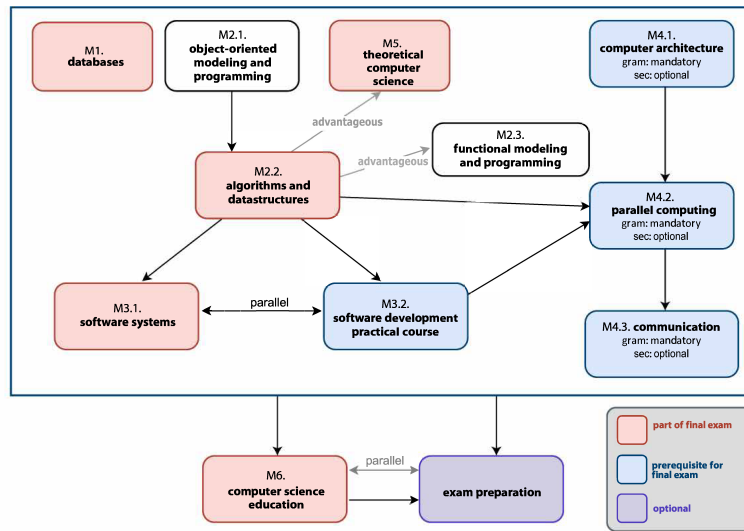 M1.
databases
M2.1.
object-oriented
modeling and
programming
M5.
theoretical
computer
science
M4.1.
computer architecture
gram: mandatory
sec: optional
advantageous
M2.3.
functional modeling
and programming
advantageous
M2.2.
algorithms and
datastructures
M4.2.
parallel computing
gram: mandatory
sec: optional
M3.1.
software systems
parallel
M3.2.
software development
practical course
M4.3. communication
gram: mandatory
sec: optional
M6.
computer science
education
parallel
exam preparation
part of final exam
prerequisite for
final exam
optional